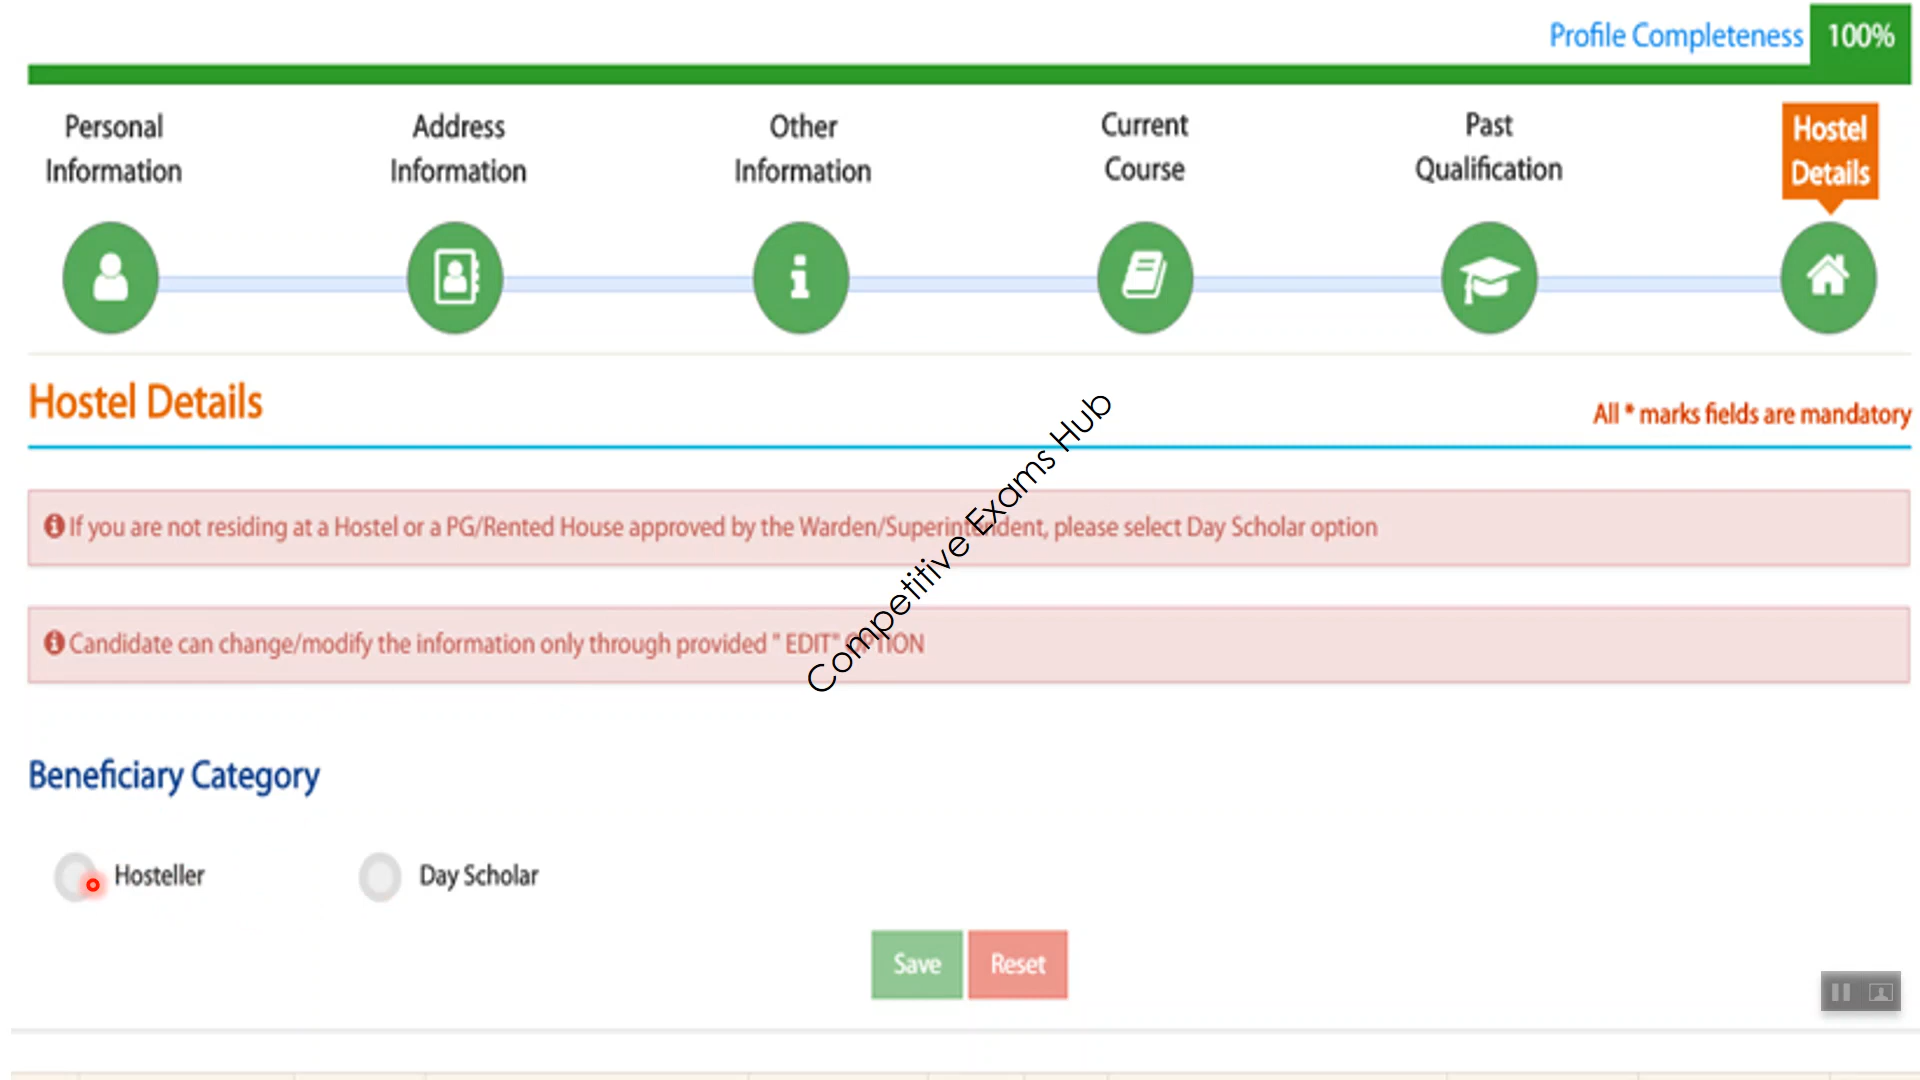 Profile Completeness 100%
Personal Information
Address Information
Other Information
Current Course
Past Qualification
Hostel Details
Hostel Details
All * marks fields are mandatory
If you are not residing at a Hostel or a PG/Rented House approved by the Warden/Superintendent, please select Day Scholar option
Candidate can change/modify the information only through provided " EDIT" OPTION
Competitive Exams Hub
Beneficiary Category
Hosteller
Day Scholar
Save
Reset